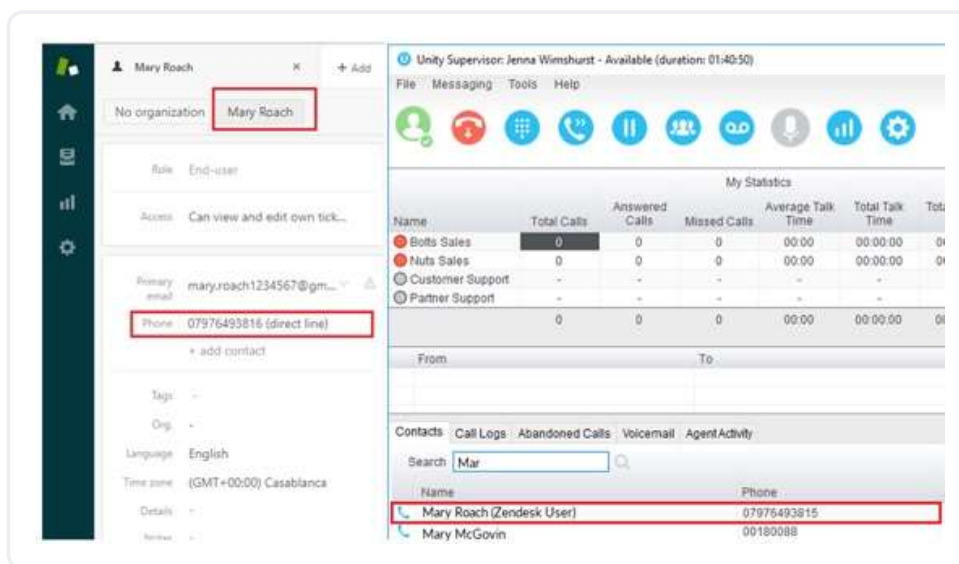 Mary Roach × + Add
No organization Mary Roach
Role End-user
Access Can view and edit own tick...
Primary email mary.roach1234567@gm...
Phone 07976493816 (direct line)
+ add contact
Tags -
Org. -
Language English
Time zone (GMT+00:00) Casablanca
Details -
Notes -
Unity Supervisor: Jenna Wimshurst - Available (duration: 01:40:50)
File Messaging Tools Help
My Statistics
Name Total Calls Answered Calls Missed Calls Average Talk Time Total Talk Time
Bolts Sales 0 0 0 00:00 00:00:00
Nuts Sales 0 0 0 00:00 00:00:00
Customer Support - - - - -
Partner Support - - - - -
0 0 0 00:00 00:00:00
From To
Contacts Call Logs Abandoned Calls Voicemail Agent Activity
Search Mar
Name Phone
Mary Roach (Zendesk User) 07976493815
Mary McGovin 00180088